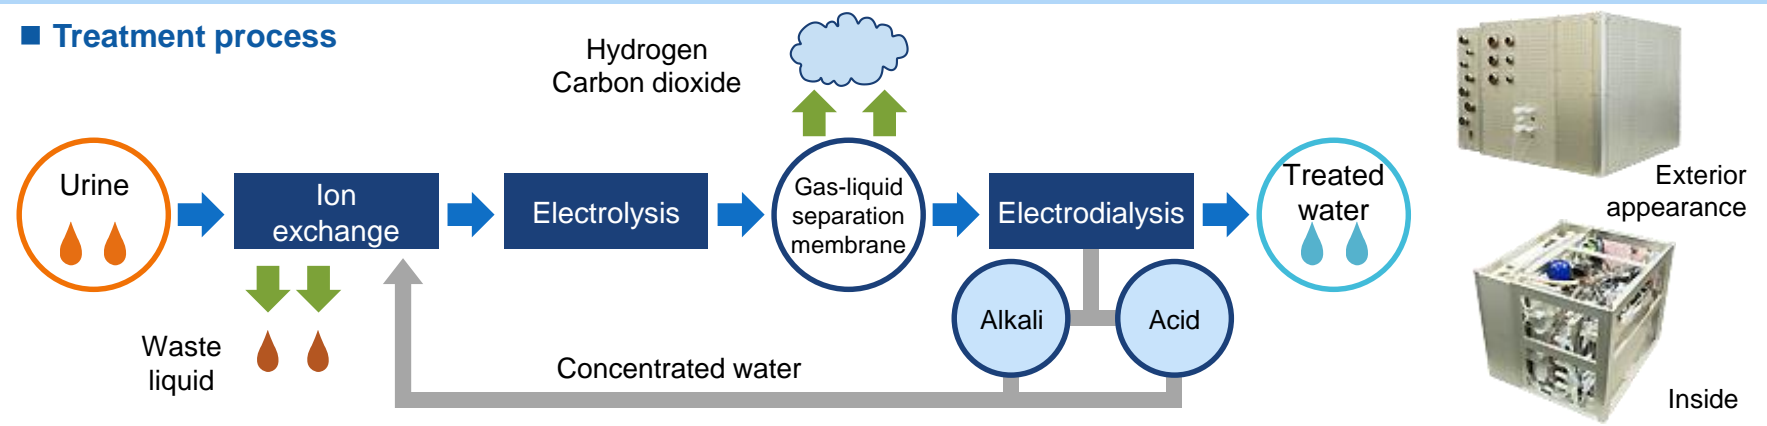 Treatment process
Hydrogen
Carbon dioxide
Urine
Ion
exchange
Electrolysis
Gas-liquid
separation
membrane
Electrodialysis
Treated
water
Exterior
appearance
Waste
liquid
Alkali
Acid
Concentrated water
Inside